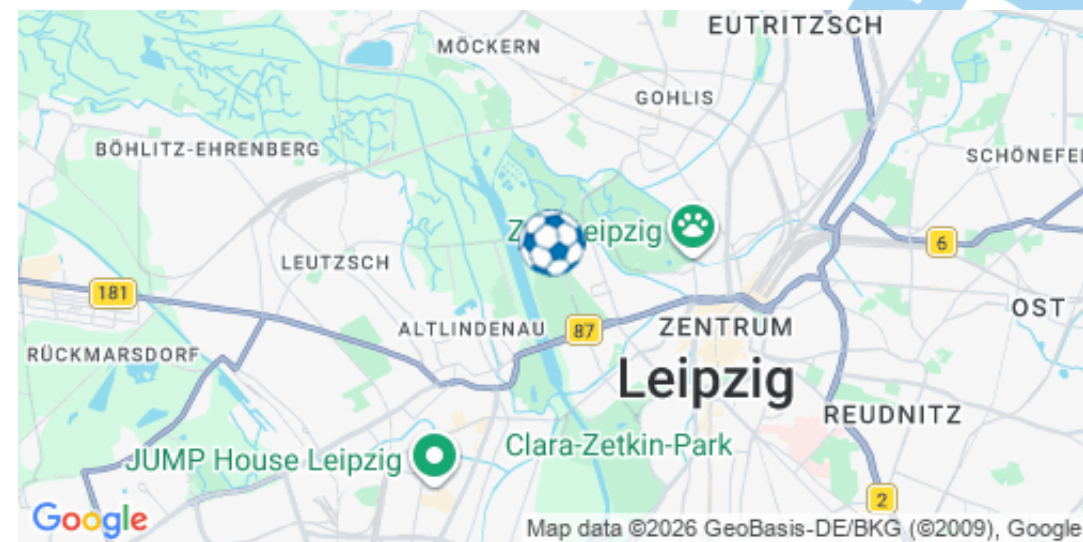 EUTRITZSCH
MÖCKERN
GOHLIS
BÖHLITZ-EHRENBERG
SCHÖNEFE
Z eipzig
6
LEUTZSCH
181
OST
ALTLINDENAU
87
ZENTRUM
RÜCKMARSDORF
Leipzig
REUDNITZ
Clara-Zetkin-Park
JUMP House Leipzig
2
Google
Map data ©2026 GeoBasis-DE/BKG (©2009), Google